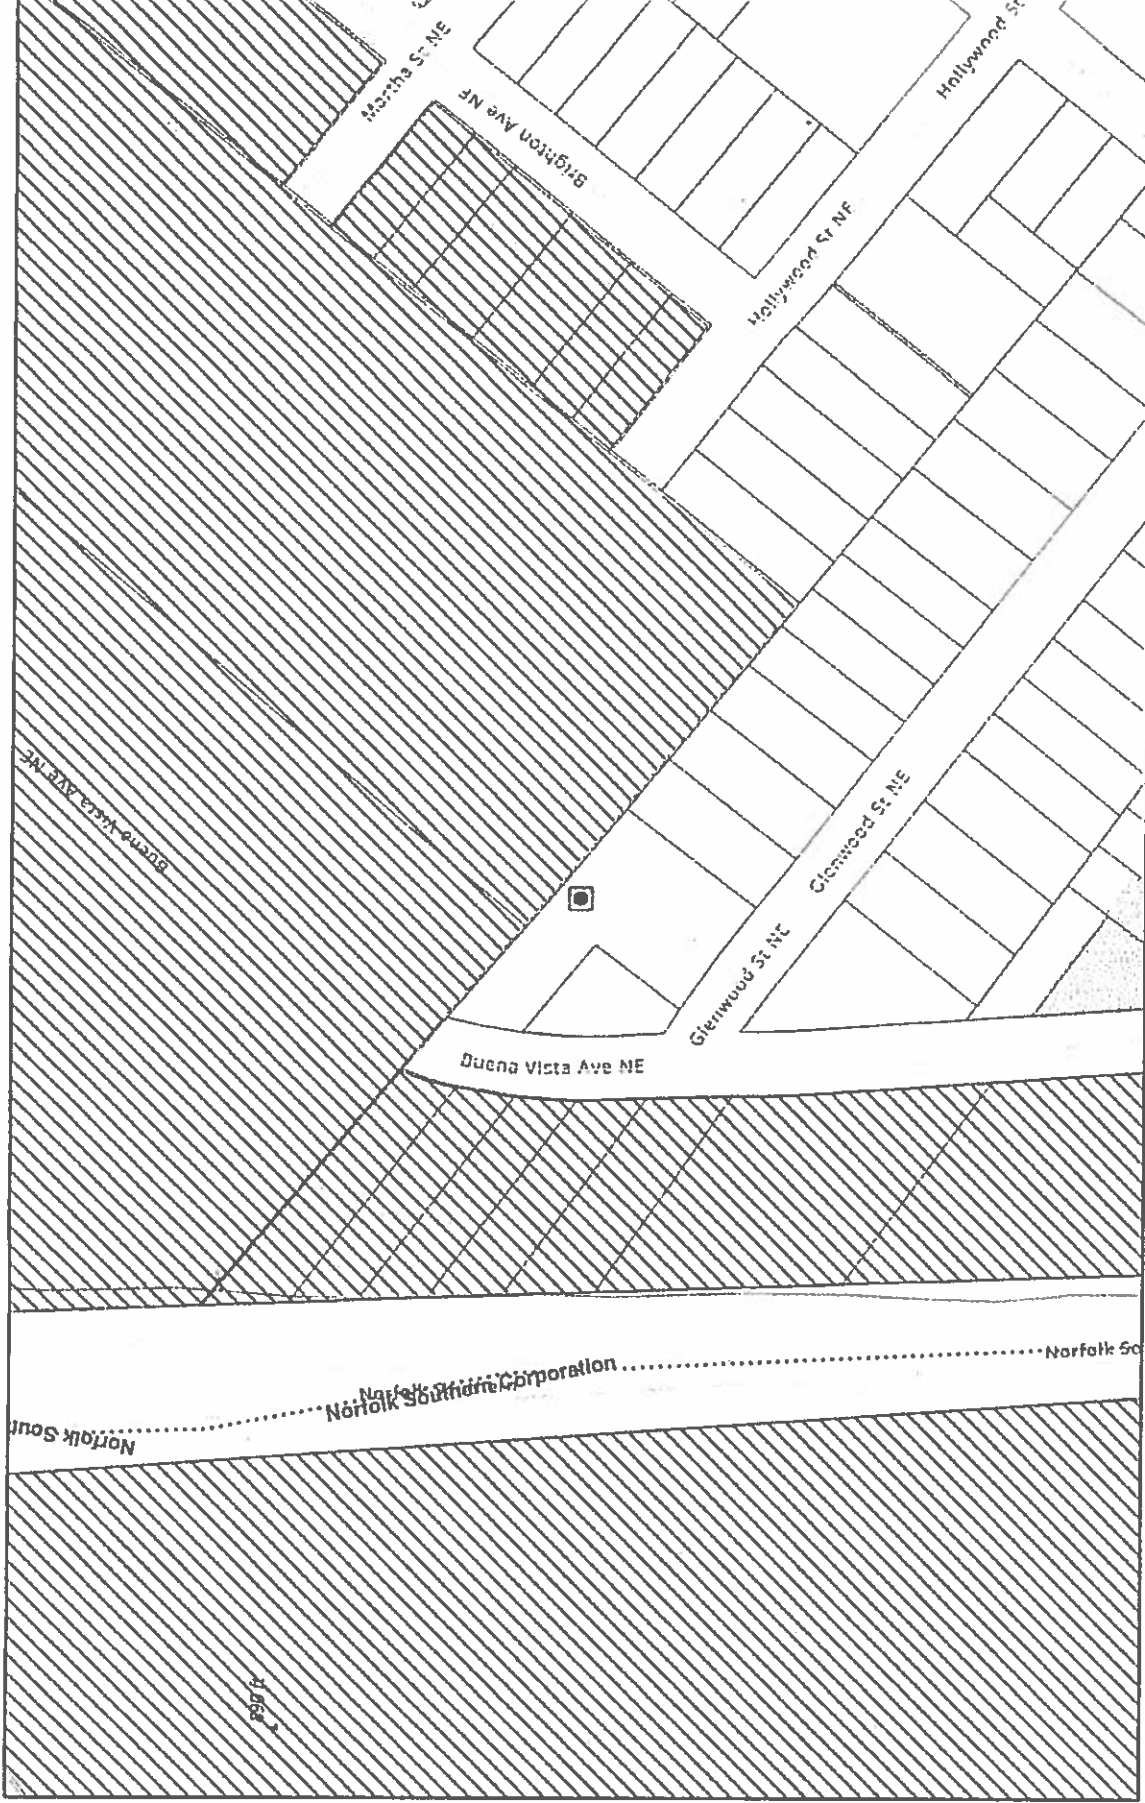 Martha St NE
Hollywood St
Brighton Ave NE
Hollywood St NE
Buena Vista Ave NE
Glenwood St NE
Glenwood St NE
Buena Vista Ave NE
Norfolk So
Norfolk Southern Corporation
Norfolk Sout